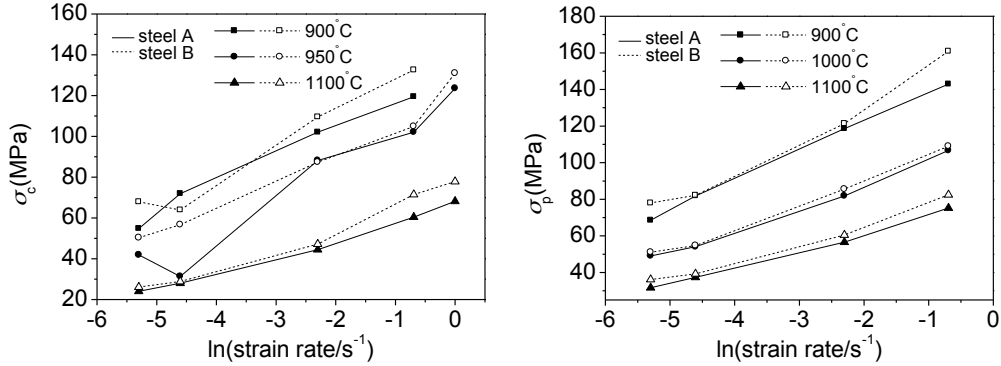 steel A
steel B
900°C
950°C
1100°C
160
140
120
100
80
60
40
20
σc(MPa)
-6 -5 -4 -3 -2 -1 0
ln(strain rate/s-1)
steel A
steel B
900°C
1000°C
1100°C
180
160
140
120
100
80
60
40
σp(MPa)
-6 -5 -4 -3 -2 -1 0
ln(strain rate/s-1)